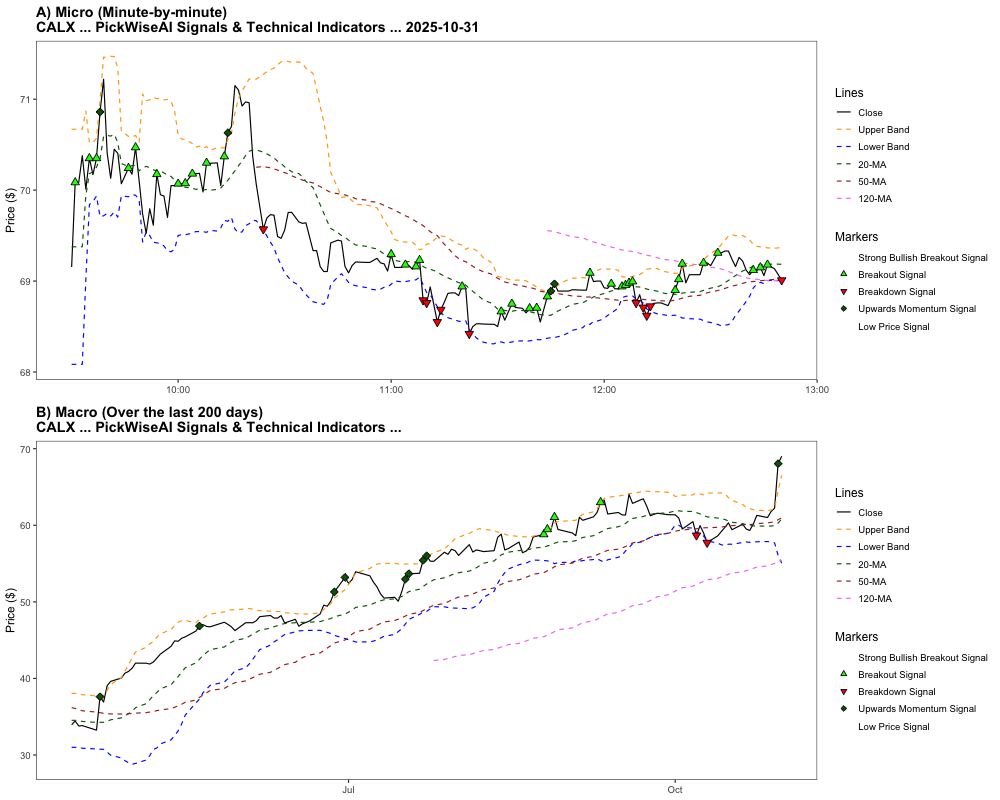 A) Micro (Minute-by-minute)
CALX ... PickWiseAI Signals & Technical Indicators ... 2025-10-31
Price ($)
71
70
69
68
10:00
11:00
12:00
13:00
Lines
Close
Upper Band
Lower Band
20-MA
50-MA
120-MA
Markers
Strong Bullish Breakout Signal
Breakout Signal
Breakdown Signal
Upwards Momentum Signal
Low Price Signal
B) Macro (Over the last 200 days)
CALX ... PickWiseAI Signals & Technical Indicators ...
Price ($)
70
60
50
40
30
Jul
Oct
Lines
Close
Upper Band
Lower Band
20-MA
50-MA
120-MA
Markers
Strong Bullish Breakout Signal
Breakout Signal
Breakdown Signal
Upwards Momentum Signal
Low Price Signal